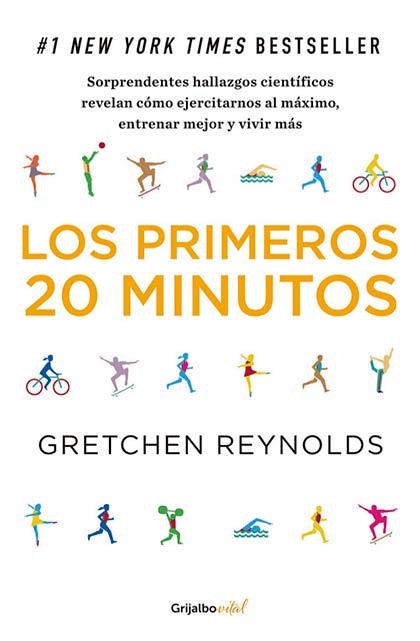 #1 NEW YORK TIMES BESTSELLER
Sorprendentes hallazgos científicos
revelan cómo ejercitarnos al máximo,
entrenar mejor y vivir más
LOS PRIMEROS
20 MINUTOS
GRETCHEN REYNOLDS
Grijalbo vital